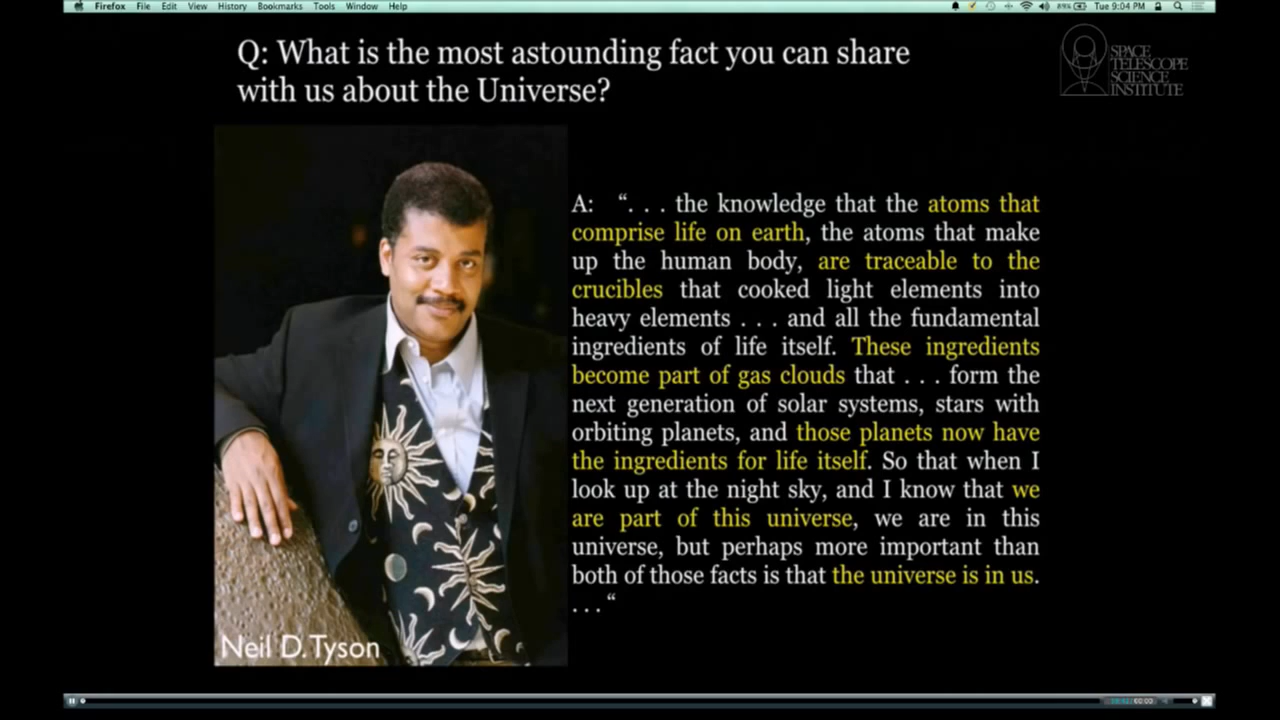 Firefox File Edit View History Bookmarks Tools Window Help
Tue 9:04 PM
Q: What is the most astounding fact you can share
with us about the Universe?
SPACE
TELESCOPE
SCIENCE
INSTITUTE
A: “. . . the knowledge that the atoms that
comprise life on earth, the atoms that make
up the human body, are traceable to the
crucibles that cooked light elements into
heavy elements . . . and all the fundamental
ingredients of life itself. These ingredients
become part of gas clouds that . . . form the
next generation of solar systems, stars with
orbiting planets, and those planets now have
the ingredients for life itself. So that when I
look up at the night sky, and I know that we
are part of this universe, we are in this
universe, but perhaps more important than
both of those facts is that the universe is in us.
. . . “
Neil D. Tyson